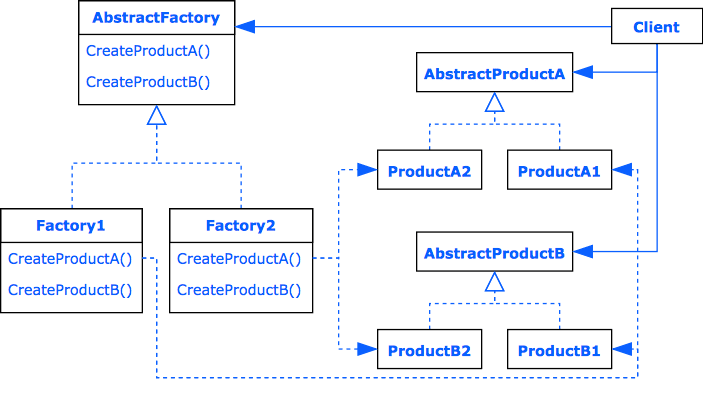 AbstractFactory
CreateProductA()
CreateProductB()
Client
AbstractProductA
ProductA2
ProductA1
Factory1
CreateProductA()
CreateProductB()
Factory2
CreateProductA()
CreateProductB()
AbstractProductB
ProductB2
ProductB1